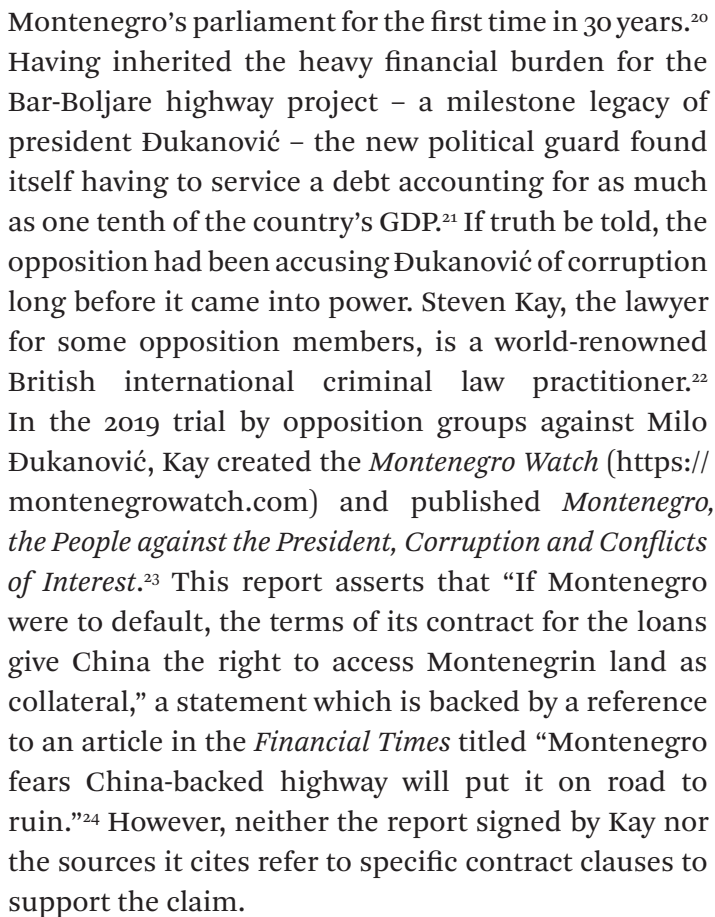 Montenegro’s parliament for the first time in 30 years.²⁰
Having inherited the heavy financial burden for the
Bar-Boljare highway project – a milestone legacy of
president Đukanović – the new political guard found
itself having to service a debt accounting for as much
as one tenth of the country’s GDP.²¹ If truth be told, the
opposition had been accusing Đukanović of corruption
long before it came into power. Steven Kay, the lawyer
for some opposition members, is a world-renowned
British international criminal law practitioner.²²
In the 2019 trial by opposition groups against Milo
Đukanović, Kay created the Montenegro Watch (https://
montenegrowatch.com) and published Montenegro,
the People against the President, Corruption and Conflicts
of Interest.²³ This report asserts that “If Montenegro
were to default, the terms of its contract for the loans
give China the right to access Montenegrin land as
collateral,” a statement which is backed by a reference
to an article in the Financial Times titled “Montenegro
fears China-backed highway will put it on road to
ruin.”²⁴ However, neither the report signed by Kay nor
the sources it cites refer to specific contract clauses to
support the claim.